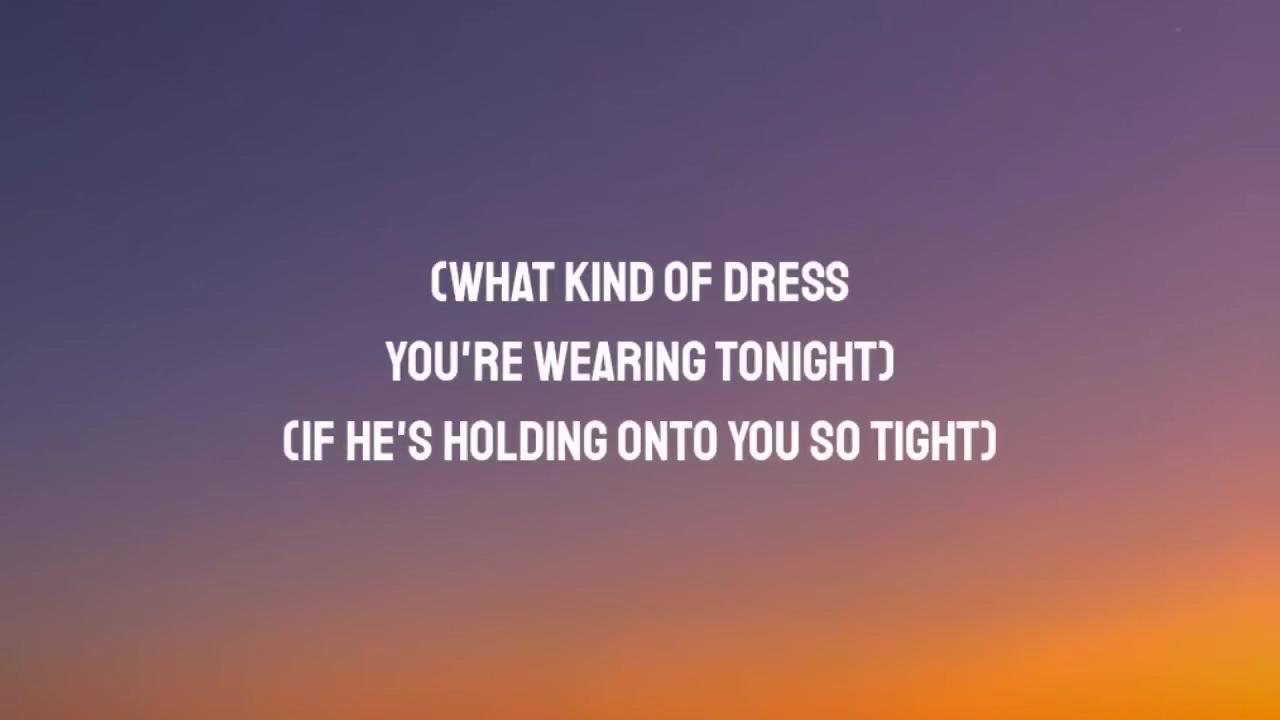 (WHAT KIND OF DRESS
YOU'RE WEARING TONIGHT)
(IF HE'S HOLDING ONTO YOU SO TIGHT)